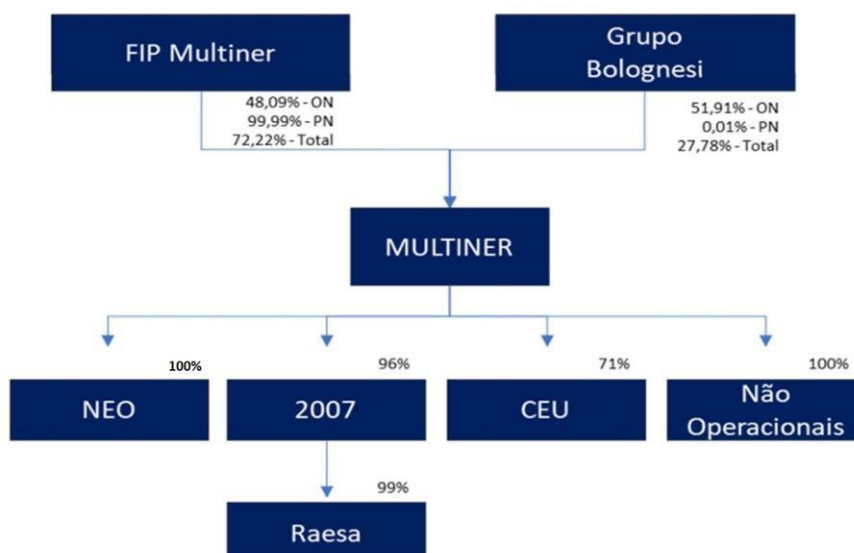 FIP Multiner
Grupo
Bolognesi
48,09% - ON
99,99% - PN
72,22% - Total
51,91% - ON
0,01% - PN
27,78% - Total
MULTINER
100%
96%
71%
100%
NEO
2007
CEU
Não
Operacionais
99%
Raesa